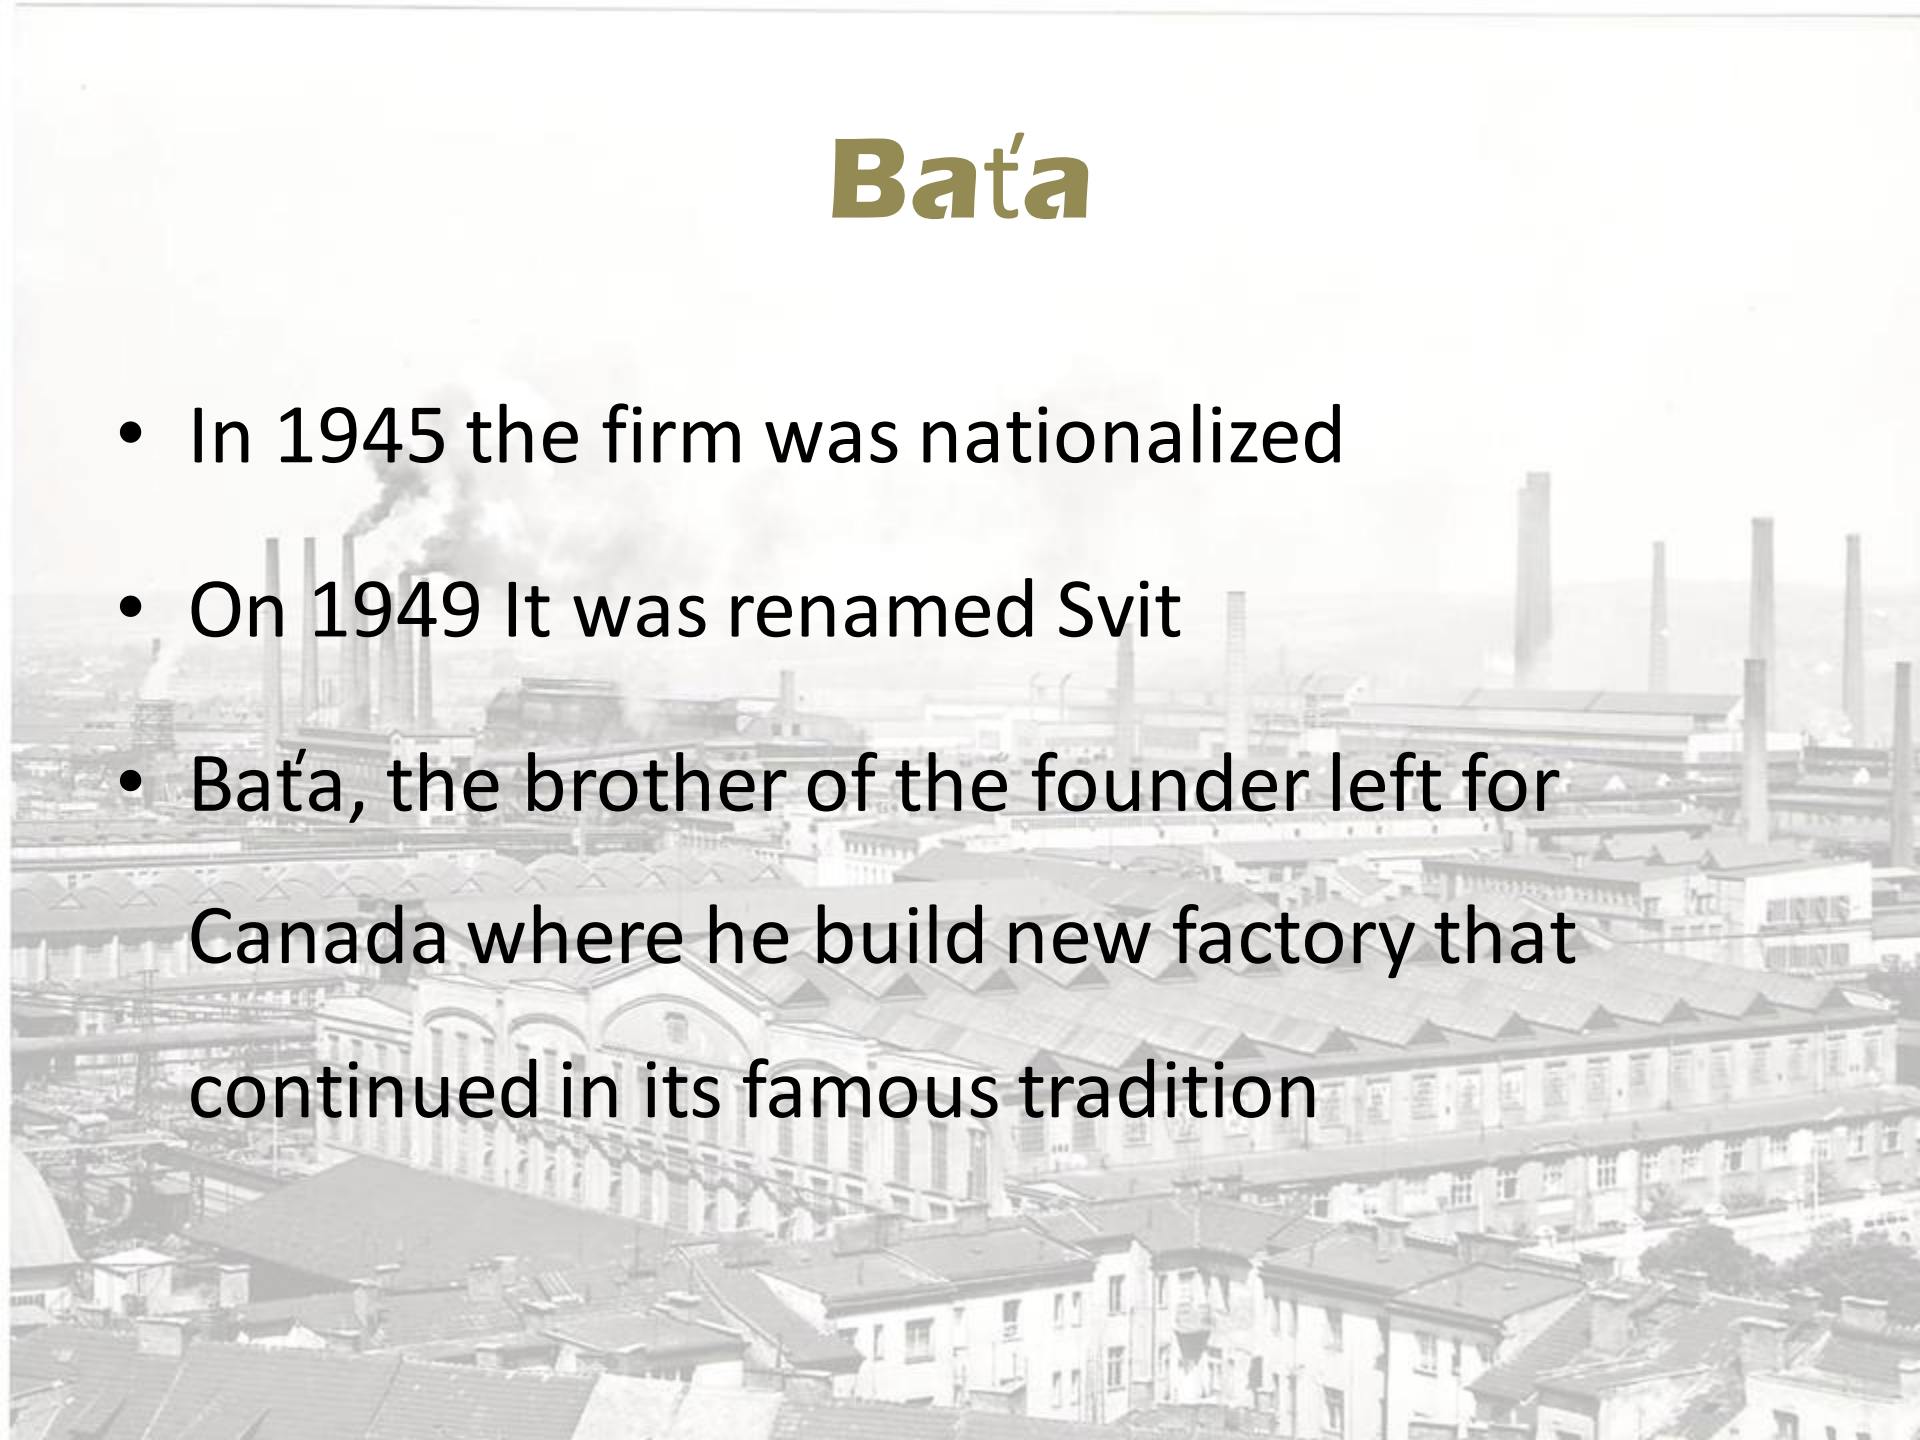 Baťa
• In 1945 the firm was nationalized
• On 1949 It was renamed Svit
• Baťa, the brother of the founder left for
Canada where he build new factory that
continued in its famous tradition